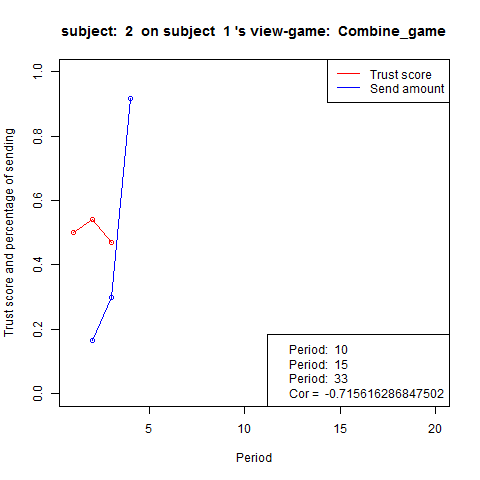 subject:  2  on subject  1 's view-game:  Combine_game
Trust score
Send amount
Trust score and percentage of sending
1.0
0.8
0.6
0.4
0.2
0.0
Period:  10
Period:  15
Period:  33
Cor =  -0.715616286847502
5 10 15 20
Period